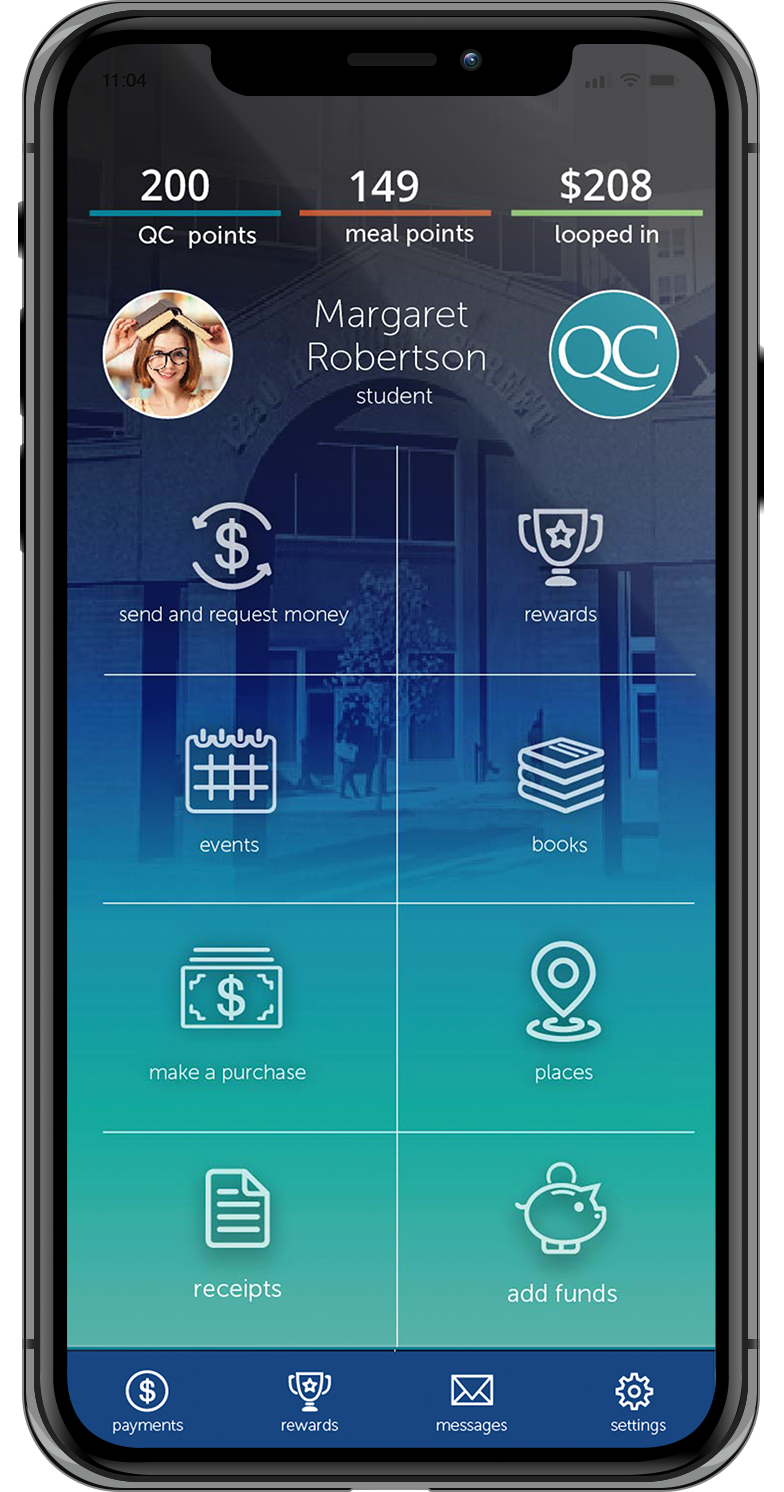 11:04
200 149 $208
QC points meal points looped in
Margaret
Robertson
student
QC
send and request money rewards
events books
make a purchase places
receipts add funds
payments rewards messages settings